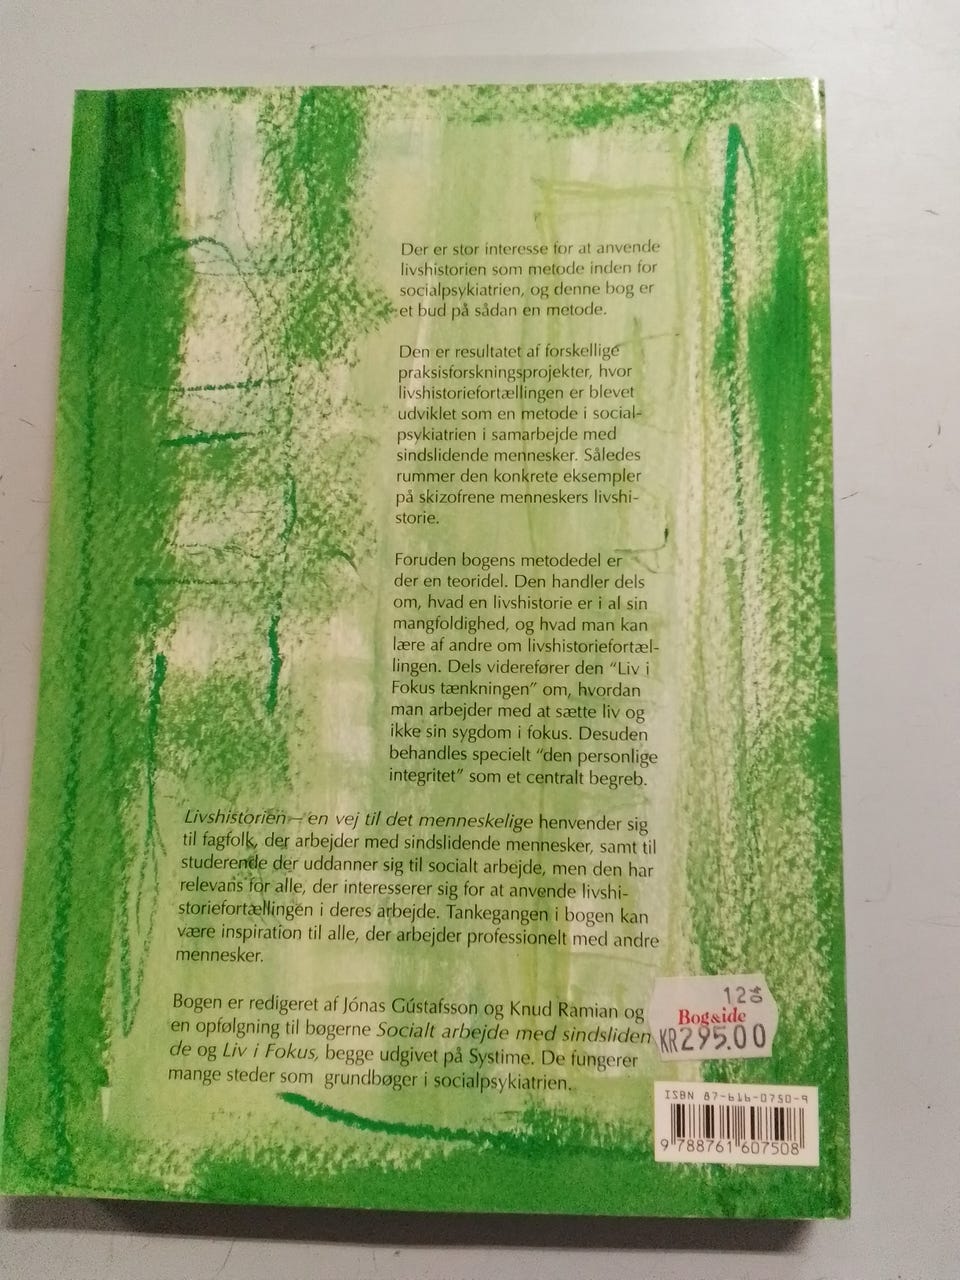 Der er stor interesse for at anvende
livshistorien som metode inden for
socialpsykiatrien, og denne bog er
et bud på sådan en metode.
Den er resultatet af forskellige
praksisforskningsprojekter, hvor
livshistoriefortællingen er blevet
udviklet som en metode i social-
psykiatrien i samarbejde med
sindslidende mennesker. Således
rummer den konkrete eksempler
på skizofrene menneskers livshi-
storie.
Foruden bogens metodedel er
der en teoridel. Den handler dels
om, hvad en livshistorie er i al sin
mangfoldighed, og hvad man kan
lære af andre om livshistoriefortæl-
lingen. Dels viderefører den "Liv i
Fokus tænkningen" om, hvordan
man arbejder med at sætte liv og
ikke sin sygdom i fokus. Desuden
behandles specielt "den personlige
integritet" som et centralt begreb.
Livshistorien – en vej til det menneskelige henvender sig
til fagfolk, der arbejder med sindslidende mennesker, samt til
studerende der uddanner sig til socialt arbejde, men den har
relevans for alle, der interesserer sig for at anvende livshi-
storiefortællingen i deres arbejde. Tankegangen i bogen kan
være inspiration til alle, der arbejder professionelt med andre
mennesker.
Bogen er redigeret af Jónas Gústafsson og Knud Ramian og
en opfølgning til bøgerne Socialt arbejde med sindsliden
de og Liv i Fokus, begge udgivet på Systime. De fungerer
mange steder som grundbøger i socialpsykiatrien.
Bog&ide
KR295.00
ISBN 87-616-0750-9
9 788761 607508